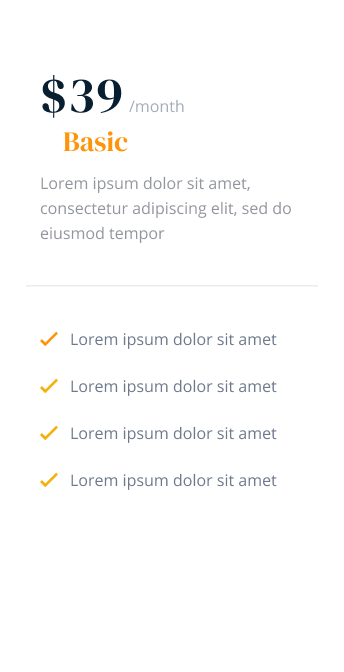 $39 /month
Basic
Lorem ipsum dolor sit amet,
consectetur adipiscing elit, sed do
eiusmod tempor
Lorem ipsum dolor sit amet
Lorem ipsum dolor sit amet
Lorem ipsum dolor sit amet
Lorem ipsum dolor sit amet